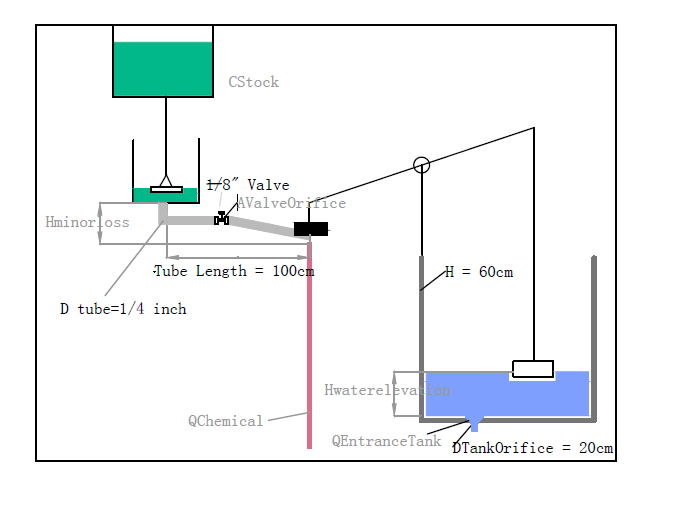 CStock
1/8" Valve
AValveOrifice
Hminorloss
Tube Length = 100cm
H = 60cm
D tube=1/4 inch
Hwaterelevation
QChemical
QEntranceTank
DTankOrifice = 20cm